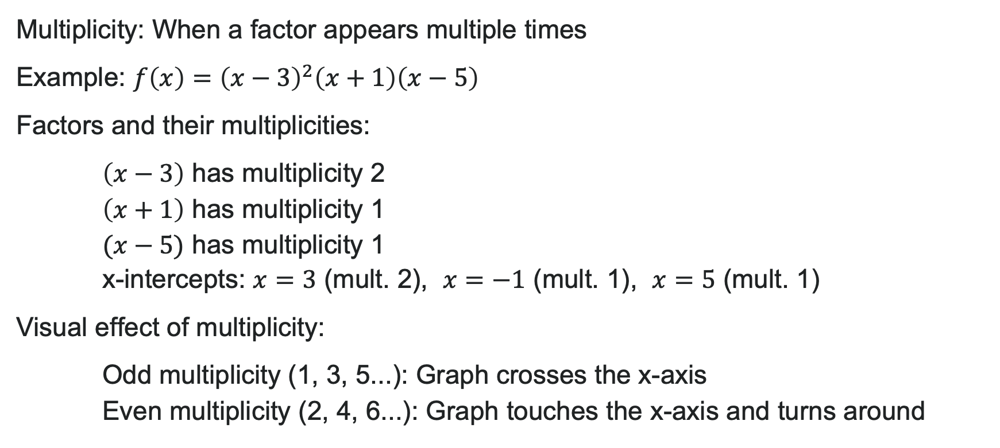 Multiplicity: When a factor appears multiple times
Example: f(x) = (x − 3)²(x + 1)(x − 5)
Factors and their multiplicities:
(x − 3) has multiplicity 2
(x + 1) has multiplicity 1
(x − 5) has multiplicity 1
x-intercepts: x = 3 (mult. 2), x = −1 (mult. 1), x = 5 (mult. 1)
Visual effect of multiplicity:
Odd multiplicity (1, 3, 5...): Graph crosses the x-axis
Even multiplicity (2, 4, 6...): Graph touches the x-axis and turns around